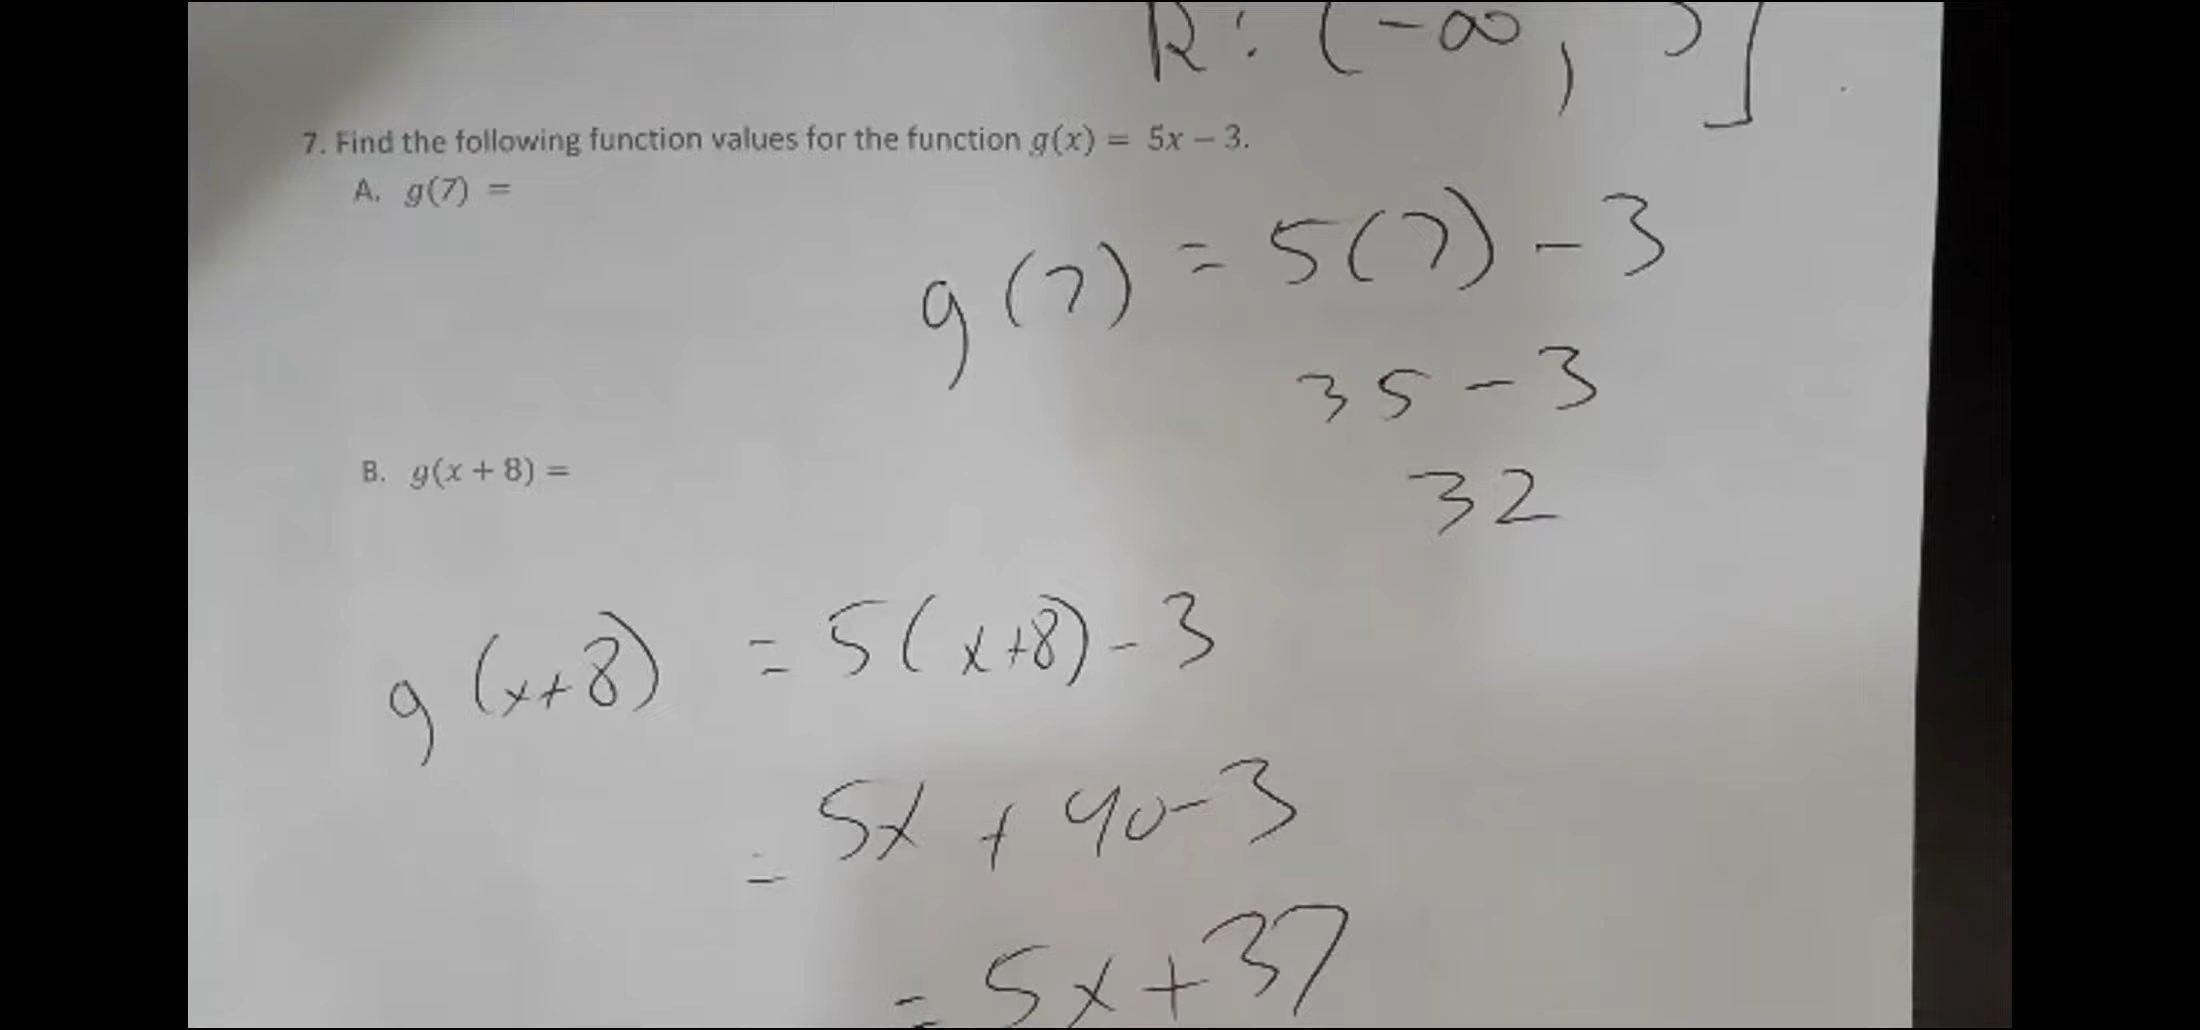 R: (-∞, ]
7. Find the following function values for the function g(x) = 5x – 3.
A. g(7) =
g(7) = 5(7) - 3
35 - 3
32
B. g(x + 8) =
g(x+8) = 5(x+8) - 3
= 5x + 40 - 3
= 5x + 37